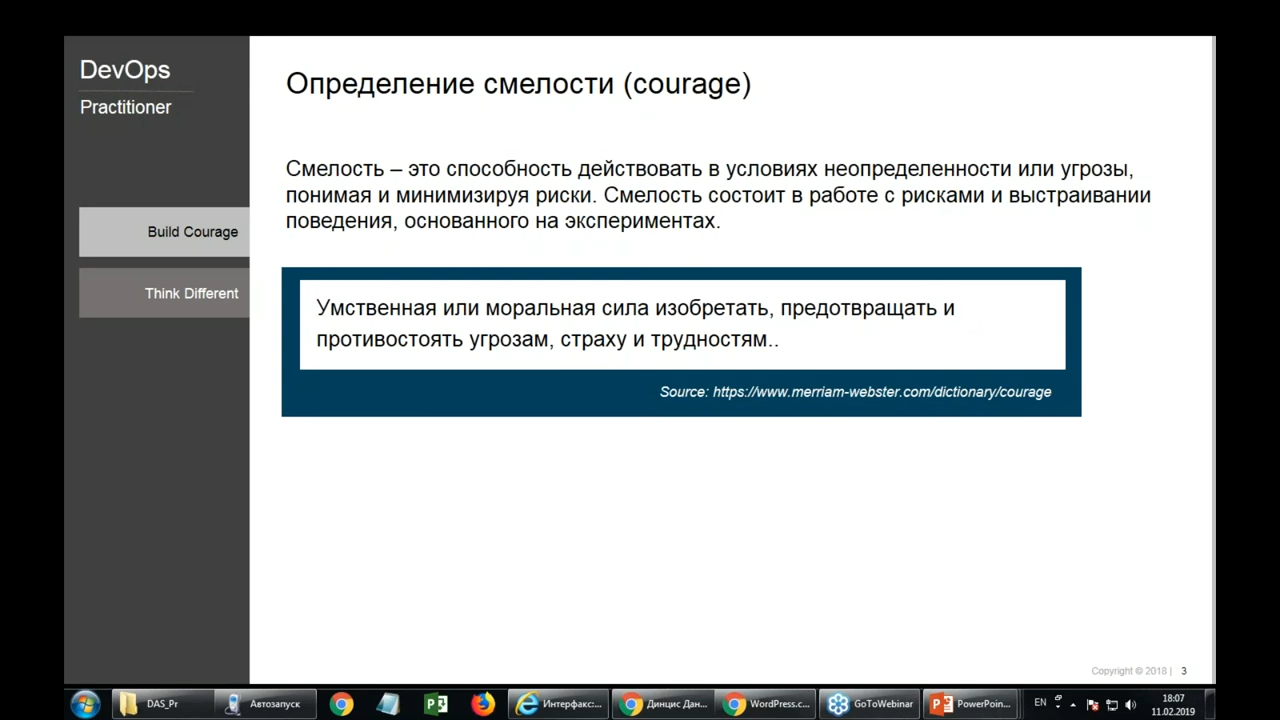 DevOps
Practitioner
Build Courage
Think Different
Определение смелости (courage)
Смелость – это способность действовать в условиях неопределенности или угрозы,
понимая и минимизируя риски. Смелость состоит в работе с рисками и выстраивании
поведения, основанного на экспериментах.
Умственная или моральная сила изобретать, предотвращать и
противостоять угрозам, страху и трудностям..
Source: https://www.merriam-webster.com/dictionary/courage
Copyright © 2018 | 3
DAS_Pr
Автозапуск
Интерфакс:...
Динцис Дан...
WordPress.c...
GoToWebinar
PowerPoin...
EN
18:07
11.02.2019